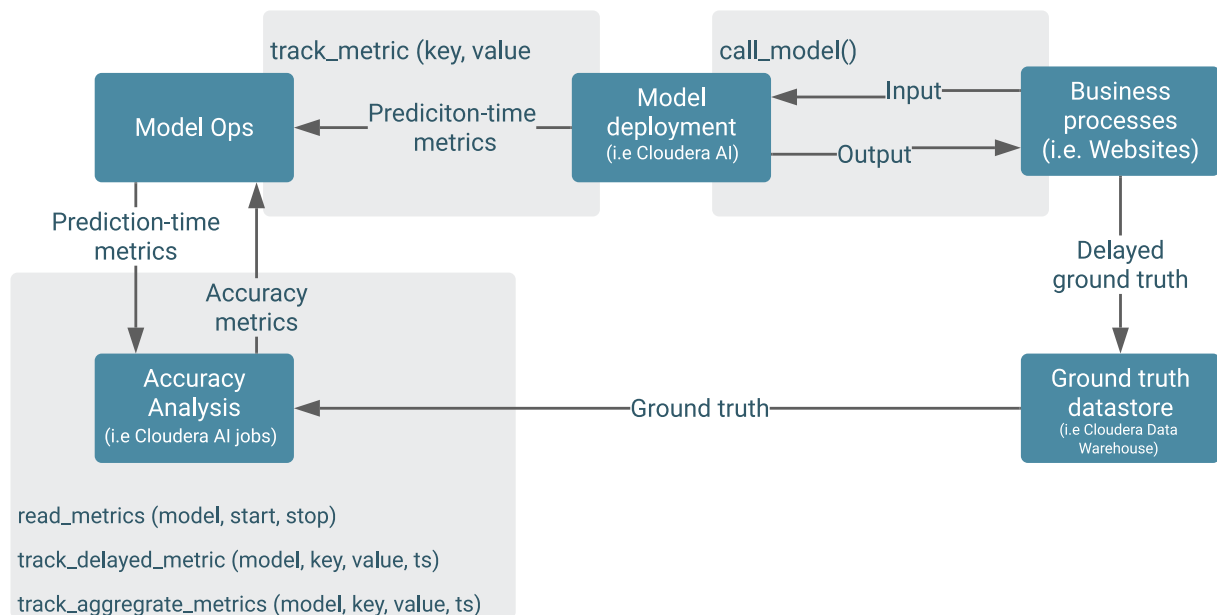 track_metric (key, value
call_model()
Model Ops
Prediciton-time
metrics
Model
deployment
(i.e Cloudera AI)
Input
Output
Business
processes
(i.e. Websites)
Prediction-time
metrics
Accuracy
metrics
Delayed
ground truth
Accuracy
Analysis
(i.e Cloudera AI jobs)
Ground truth
Ground truth
datastore
(i.e Cloudera Data
Warehouse)
read_metrics (model, start, stop)
track_delayed_metric (model, key, value, ts)
track_aggregrate_metrics (model, key, value, ts)